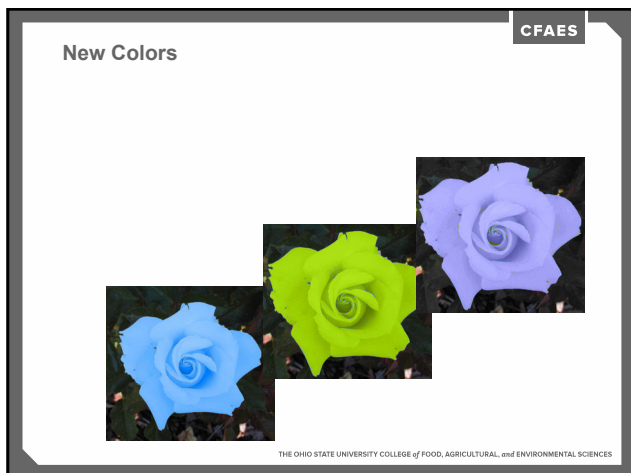 CFAES
New Colors
THE OHIO STATE UNIVERSITY COLLEGE of FOOD, AGRICULTURAL, and ENVIRONMENTAL SCIENCES